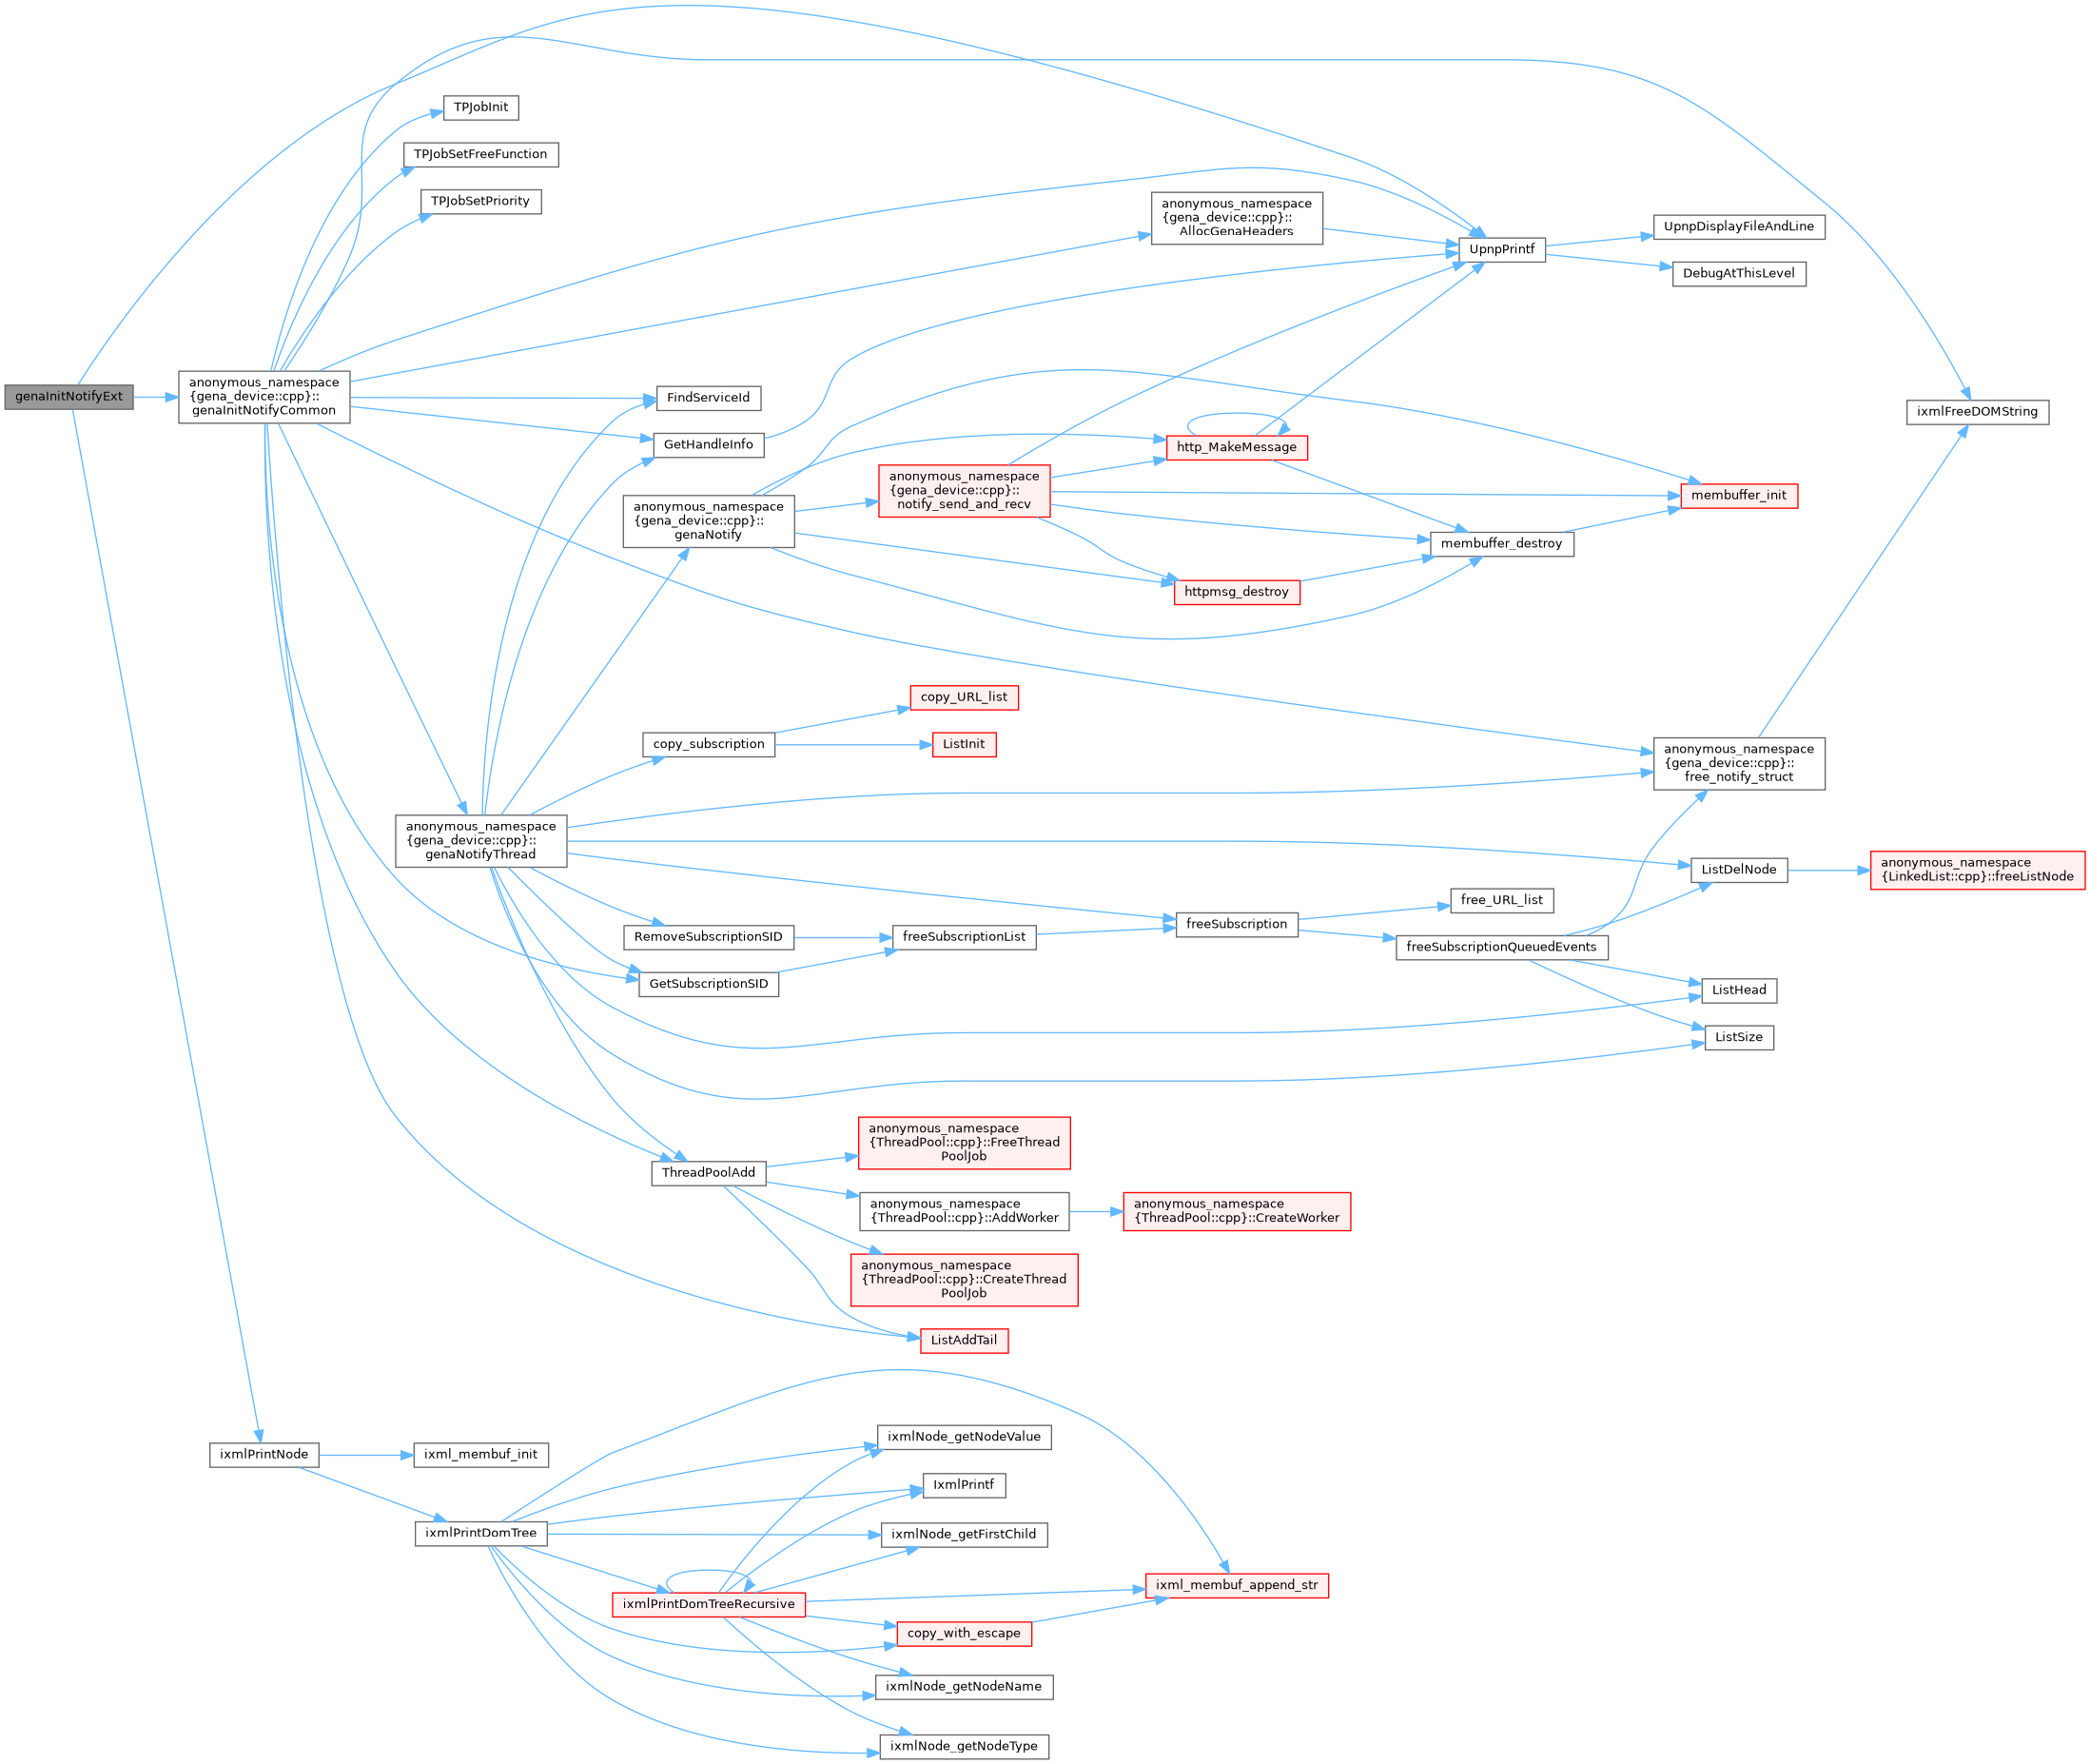 TPJobInit
TPJobSetFreeFunction
TPJobSetPriority
anonymous_namespace
{gena_device::cpp}::
AllocGenaHeaders
UpnpPrintf
UpnpDisplayFileAndLine
DebugAtThisLevel
genaInitNotifyExt
anonymous_namespace
{gena_device::cpp}::
genaInitNotifyCommon
FindServiceId
GetHandleInfo
ixmlFreeDOMString
anonymous_namespace
{gena_device::cpp}::
genaNotify
anonymous_namespace
{gena_device::cpp}::
notify_send_and_recv
http_MakeMessage
membuffer_init
membuffer_destroy
httpmsg_destroy
copy_URL_list
copy_subscription
ListInit
anonymous_namespace
{gena_device::cpp}::
free_notify_struct
anonymous_namespace
{gena_device::cpp}::
genaNotifyThread
ListDelNode
anonymous_namespace
{LinkedList::cpp}::freeListNode
free_URL_list
RemoveSubscriptionSID
freeSubscriptionList
freeSubscription
freeSubscriptionQueuedEvents
GetSubscriptionSID
ListHead
ListSize
anonymous_namespace
{ThreadPool::cpp}::FreeThread
PoolJob
ThreadPoolAdd
anonymous_namespace
{ThreadPool::cpp}::AddWorker
anonymous_namespace
{ThreadPool::cpp}::CreateWorker
anonymous_namespace
{ThreadPool::cpp}::CreateThread
PoolJob
ListAddTail
ixmlPrintNode
ixml_membuf_init
ixmlNode_getNodeValue
IxmlPrintf
ixmlPrintDomTree
ixmlNode_getFirstChild
ixmlPrintDomTreeRecursive
ixml_membuf_append_str
copy_with_escape
ixmlNode_getNodeName
ixmlNode_getNodeType